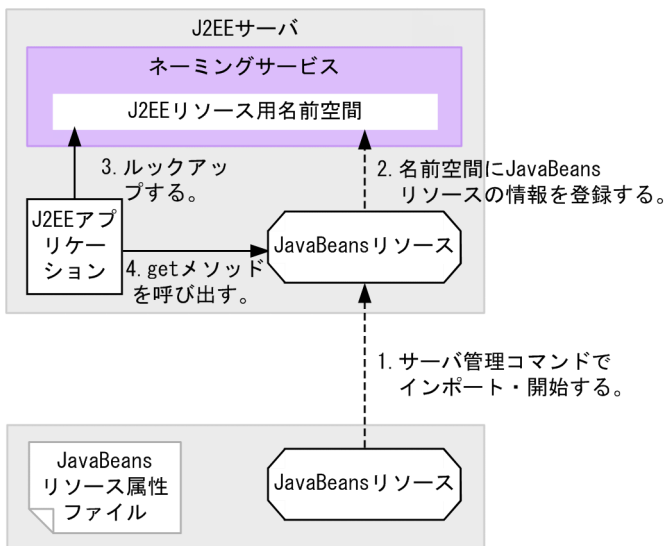 J2EEサーバ
ネーミングサービス
J2EEリソース用名前空間
3. ルックアッ
プする。
2. 名前空間にJavaBeans
リソースの情報を登録する。
J2EEアプ
リケー
ション
JavaBeansリソース
4. getメソッド
を呼び出す。
1. サーバ管理コマンドで
インポート・開始する。
JavaBeans
リソース属性
ファイル
JavaBeansリソース